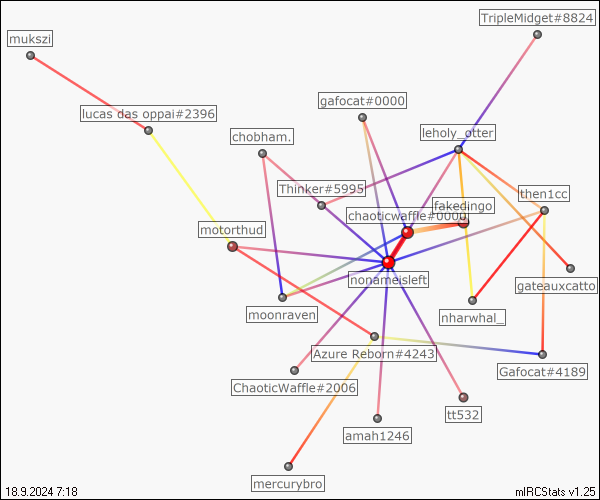 TripleMidget#8824
mukszi
gafocat#0000
lucas das oppai#2396
chobham.
leholy_otter
Thinker#5995
then1cc
fakedingo
chaoticwaffle#0000
motorthud
nonameisleft
gateauxcatto
moonraven
nharwhal_
Azure Reborn#4243
Gafocat#4189
ChaoticWaffle#2006
tt532
amah1246
mercurybro
18.9.2024 7:18
mIRCStats v1.25